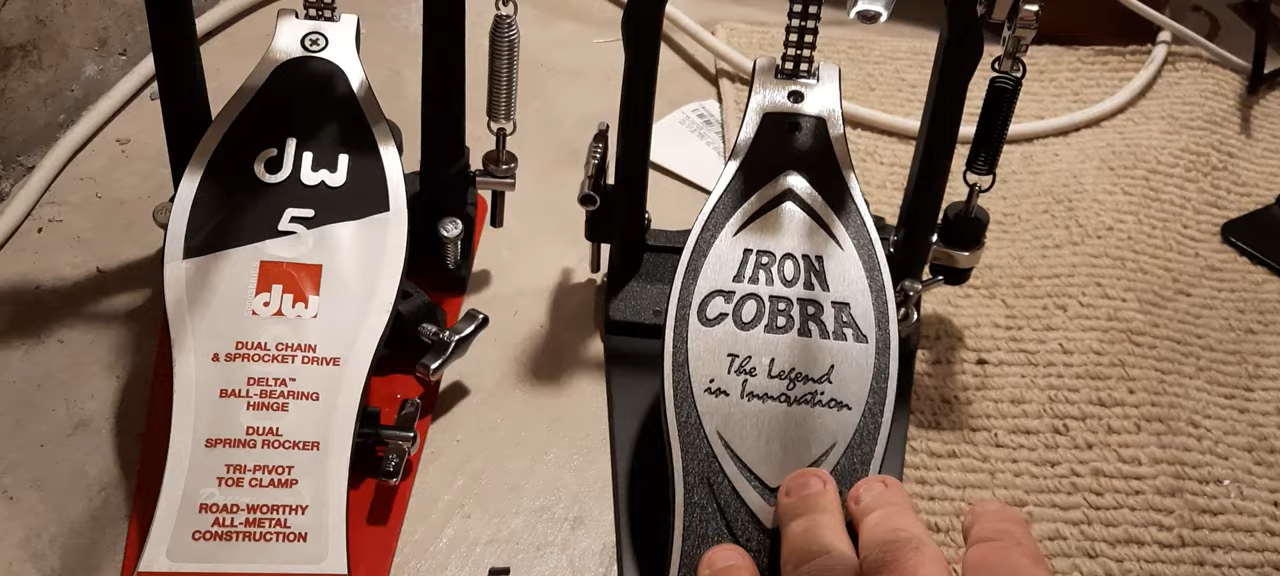 dw
5
dw
DUAL CHAIN
& SPROCKET DRIVE
DELTA™
BALL-BEARING
HINGE
DUAL
SPRING ROCKER
TRI-PIVOT
TOE CLAMP
ROAD-WORTHY
ALL-METAL
CONSTRUCTION
IRON
COBRA
The Legend
in Innovation